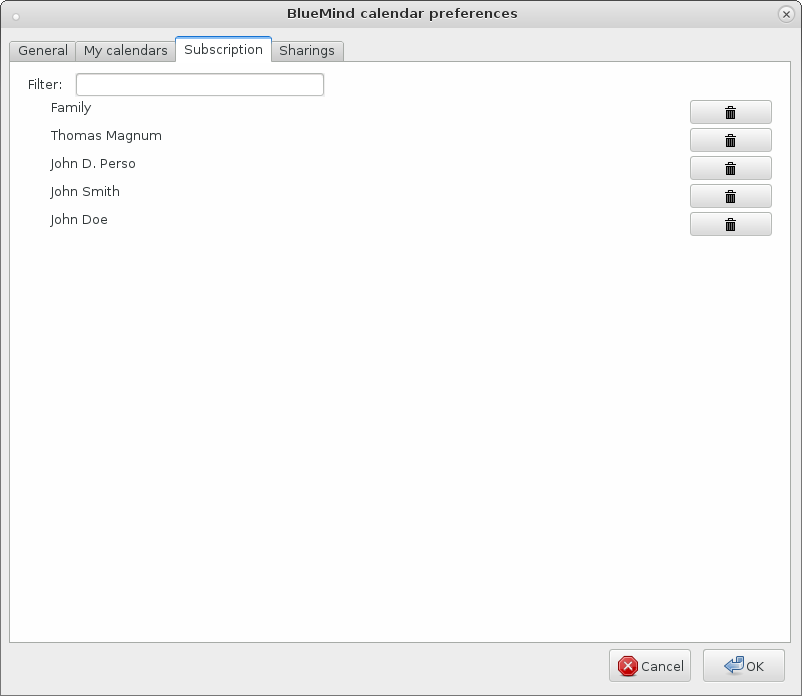 BlueMind calendar preferences
General My calendars Subscription Sharings
Filter:
Family
Thomas Magnum
John D. Perso
John Smith
John Doe
Cancel OK